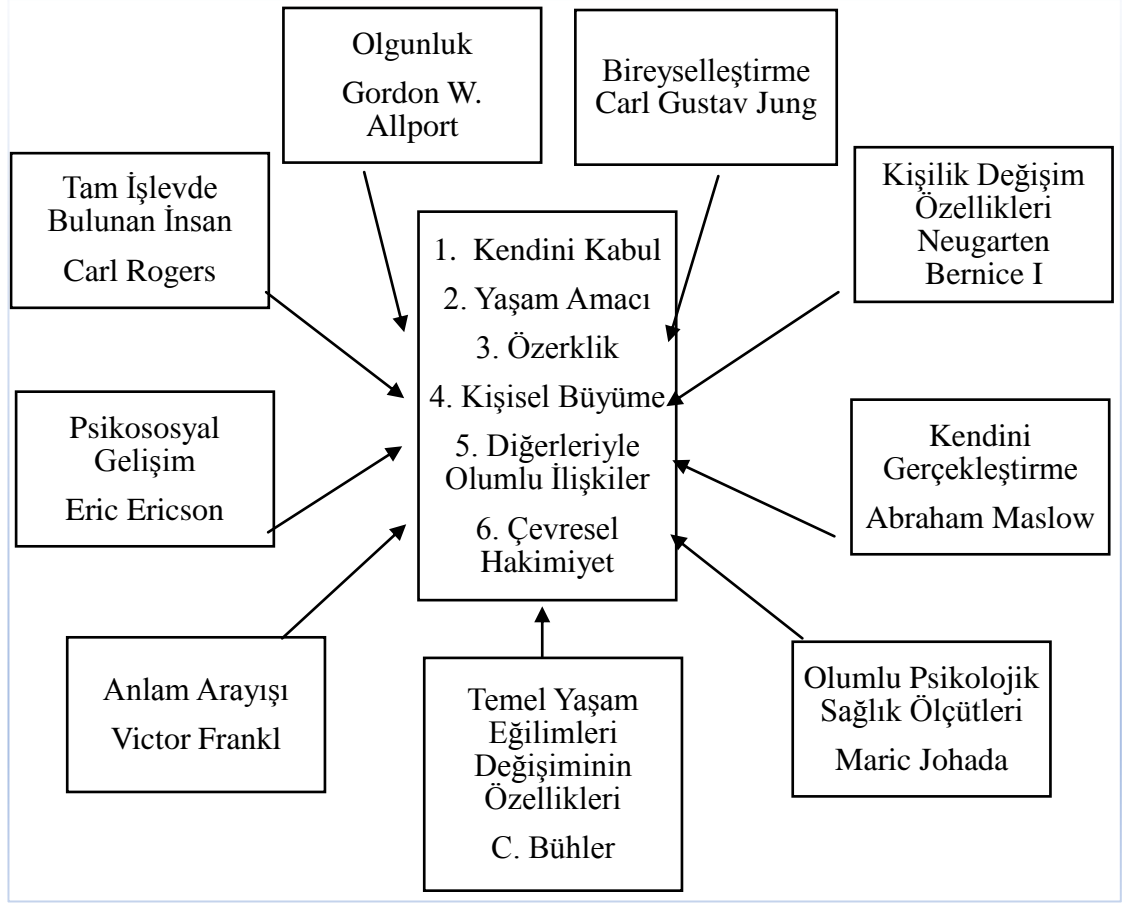 Olgunluk
Gordon W.
Allport
Bireyselleştirme
Carl Gustav Jung
Tam İşlevde
Bulunan İnsan
Carl Rogers
Kişilik Değişim
Özellikleri
Neugarten
Bernice I
1. Kendini Kabul
2. Yaşam Amacı
3. Özerklik
4. Kişisel Büyüme
5. Diğerleriyle
Olumlu İlişkiler
6. Çevresel
Hakimiyet
Psikososyal
Gelişim
Eric Ericson
Kendini
Gerçekleştirme
Abraham Maslow
Anlam Arayışı
Victor Frankl
Temel Yaşam
Eğilimleri
Değişiminin
Özellikleri
C. Bühler
Olumlu Psikolojik
Sağlık Ölçütleri
Maric Johada